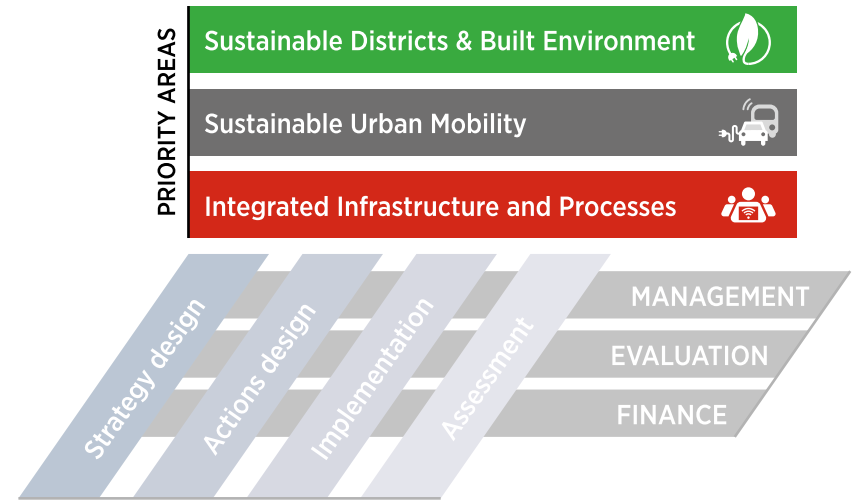 PRIORITY AREAS
Sustainable Districts & Built Environment
Sustainable Urban Mobility
Integrated Infrastructure and Processes
Strategy design
Actions design
Implementation
Assessment
MANAGEMENT
EVALUATION
FINANCE